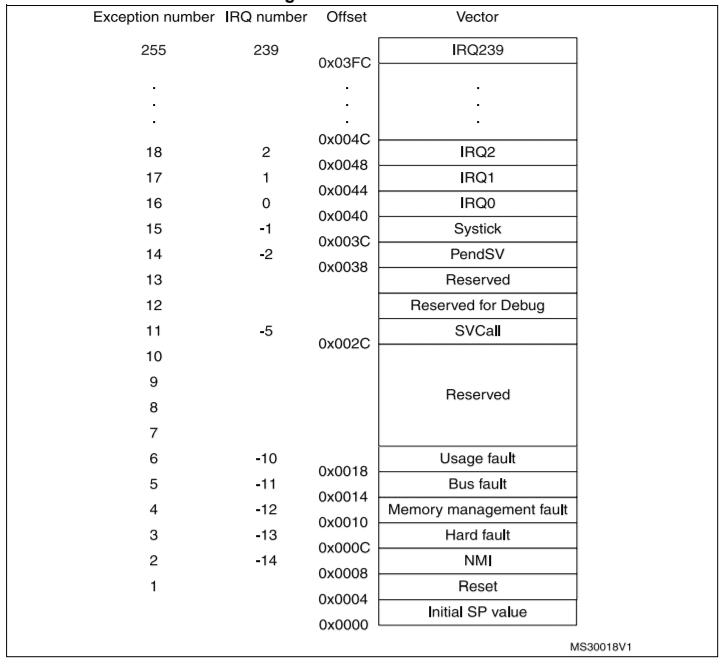 Exception number IRQ number Offset Vector
255 239 IRQ239
0x03FC
. . .
. . .
. . .
0x004C
18 2 IRQ2
0x0048
17 1 IRQ1
0x0044
16 0 IRQ0
0x0040
15 -1 Systick
0x003C
14 -2 PendSV
0x0038
13 Reserved
12 Reserved for Debug
11 -5 SVCall
0x002C
10
9
Reserved
8
7
6 -10 Usage fault
0x0018
5 -11 Bus fault
0x0014
4 -12 Memory management fault
0x0010
3 -13 Hard fault
0x000C
2 -14 NMI
0x0008
1 Reset
0x0004
Initial SP value
0x0000
MS30018V1